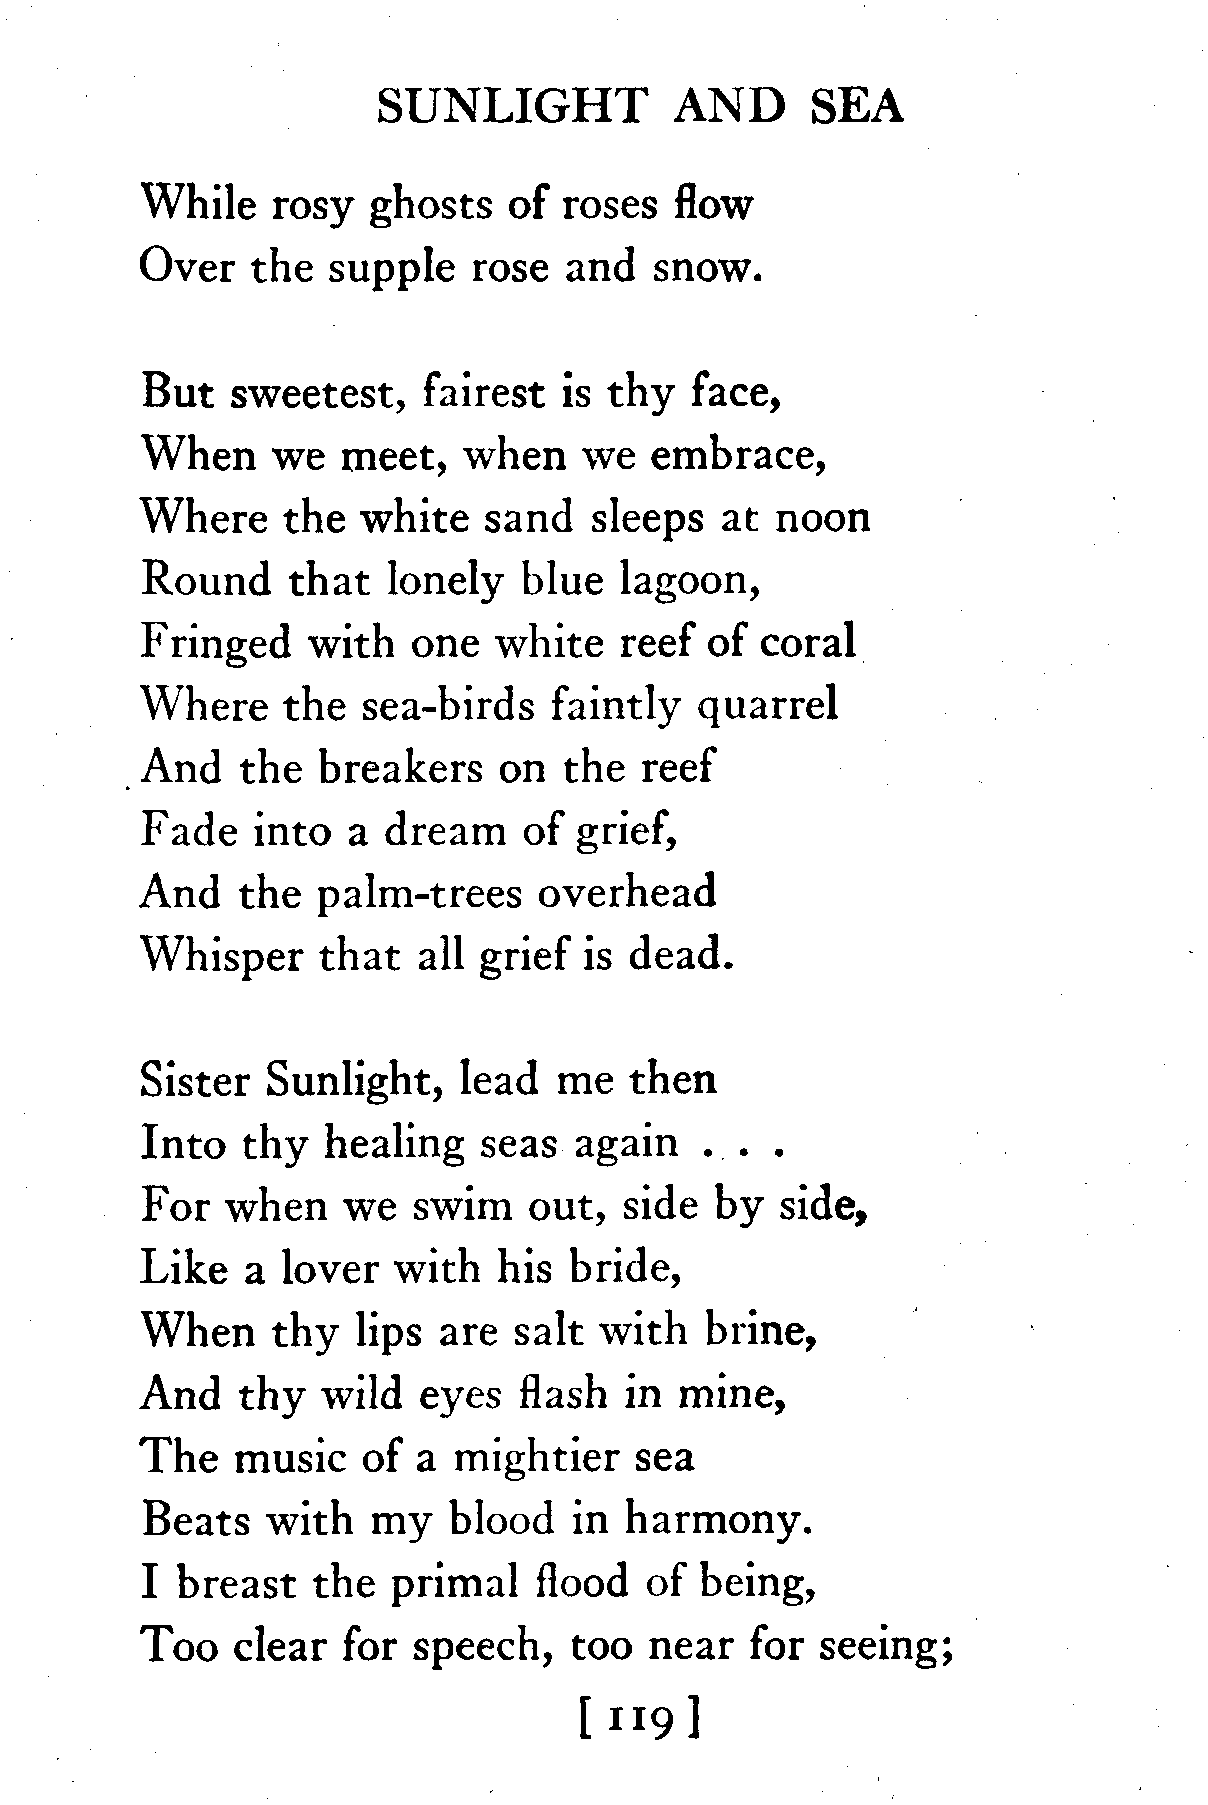 SUNLIGHT AND SEA
While rosy ghosts of roses flow
Over the supple rose and snow.
But sweetest, fairest is thy face,
When we meet, when we embrace,
Where the white sand sleeps at noon
Round that lonely blue lagoon,
Fringed with one white reef of coral
Where the sea-birds faintly quarrel
And the breakers on the reef
Fade into a dream of grief,
And the palm-trees overhead
Whisper that all grief is dead.
Sister Sunlight, lead me then
Into thy healing seas again . . .
For when we swim out, side by side,
Like a lover with his bride,
When thy lips are salt with brine,
And thy wild eyes flash in mine,
The music of a mightier sea
Beats with my blood in harmony.
I breast the primal flood of being,
Too clear for speech, too near for seeing;
[ 119 ]